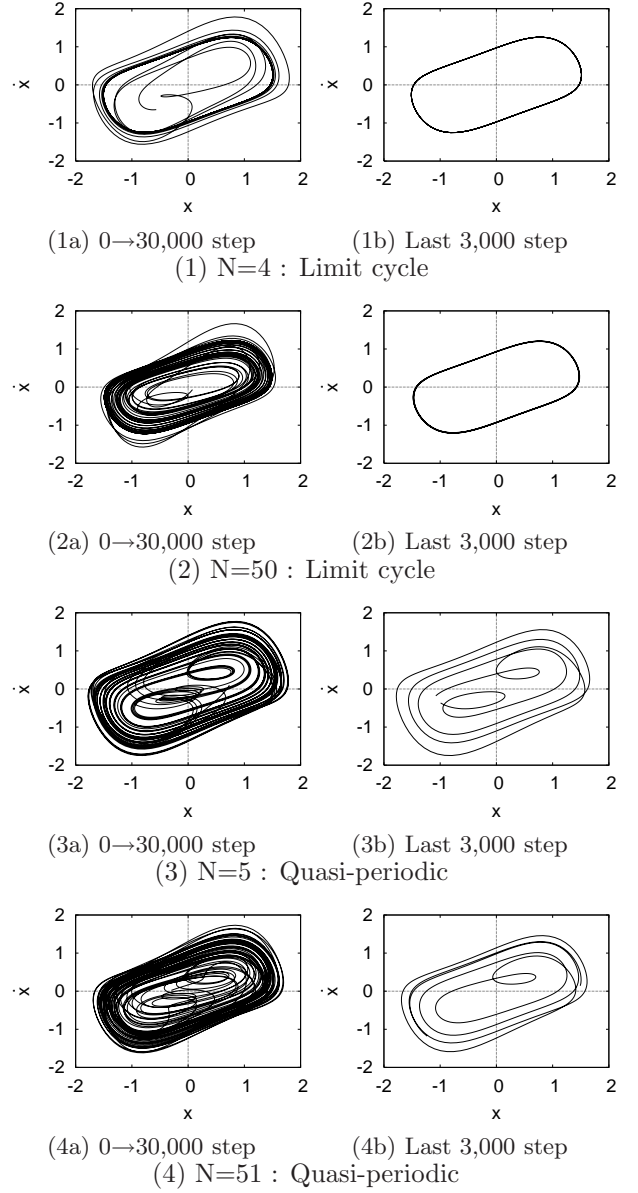 2
1
0
-1
-2
ẋ
-2 -1 0 1 2
x
(1a) 0→30,000 step
2
1
0
-1
-2
ẋ
-2 -1 0 1 2
x
(1b) Last 3,000 step
(1) N=4 : Limit cycle
2
1
0
-1
-2
ẋ
-2 -1 0 1 2
x
(2a) 0→30,000 step
2
1
0
-1
-2
ẋ
-2 -1 0 1 2
x
(2b) Last 3,000 step
(2) N=50 : Limit cycle
2
1
0
-1
-2
ẋ
-2 -1 0 1 2
x
(3a) 0→30,000 step
2
1
0
-1
-2
ẋ
-2 -1 0 1 2
x
(3b) Last 3,000 step
(3) N=5 : Quasi-periodic
2
1
0
-1
-2
ẋ
-2 -1 0 1 2
x
(4a) 0→30,000 step
2
1
0
-1
-2
ẋ
-2 -1 0 1 2
x
(4b) Last 3,000 step
(4) N=51 : Quasi-periodic